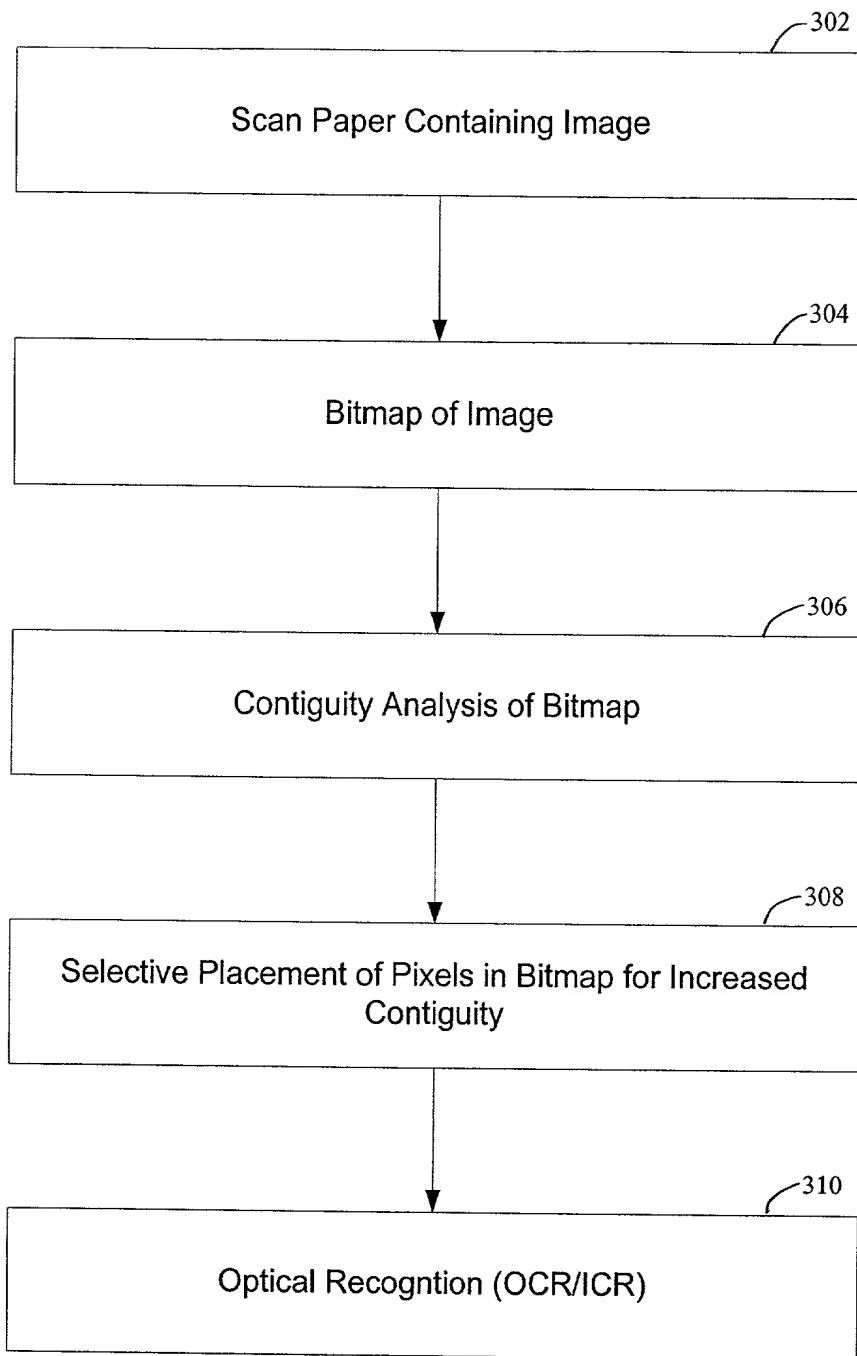 302
Scan Paper Containing Image
304
Bitmap of Image
306
Contiguity Analysis of Bitmap
308
Selective Placement of Pixels in Bitmap for Increased
Contiguity
310
Optical Recogntion (OCR/ICR)